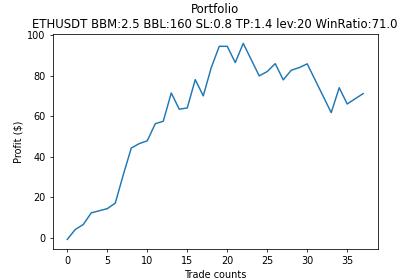 Portfolio
ETHUSDT BBM:2.5 BBL:160 SL:0.8 TP:1.4 lev:20 WinRatio:71.0
100
80
60
40
20
0
Profit ($)
0 5 10 15 20 25 30 35
Trade counts